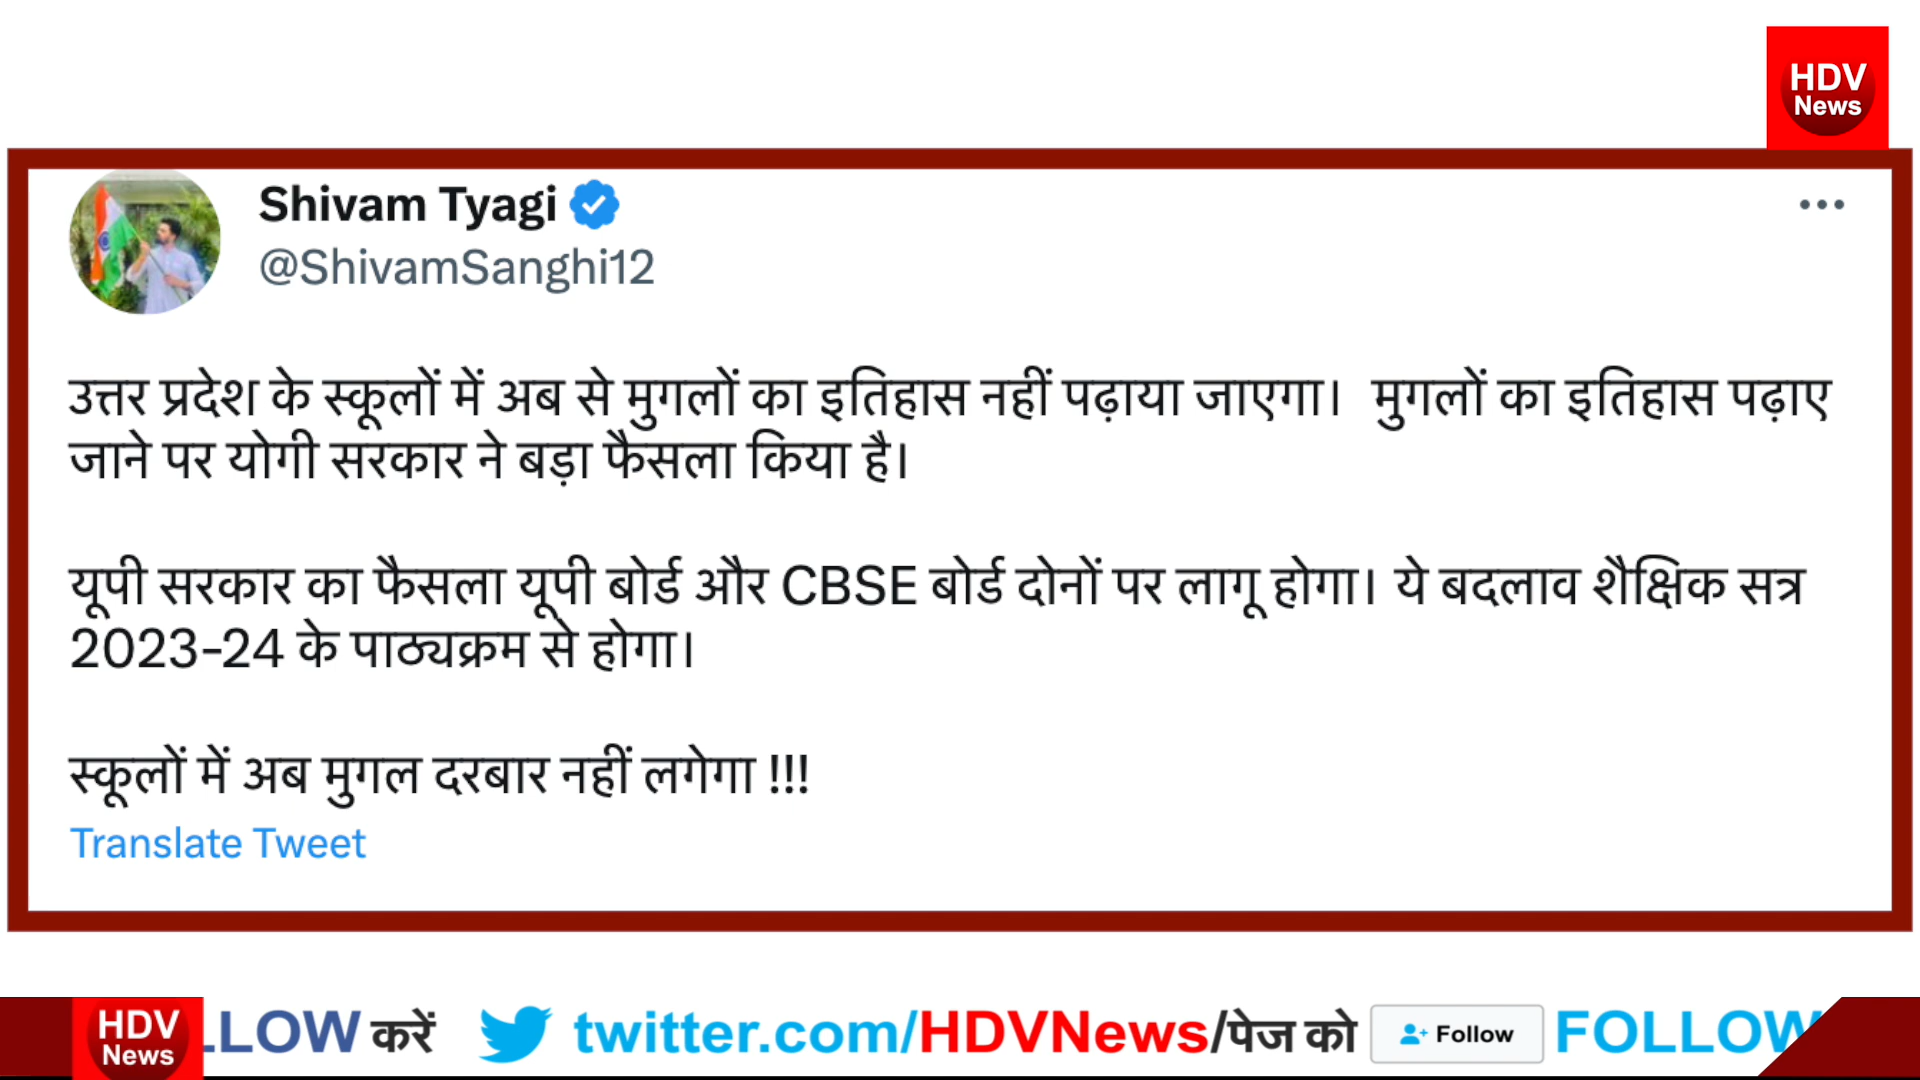 HDV
News
Shivam Tyagi
@ShivamSanghi12
उत्तर प्रदेश के स्कूलों में अब से मुगलों का इतिहास नहीं पढ़ाया जाएगा। मुगलों का इतिहास पढ़ाए
जाने पर योगी सरकार ने बड़ा फैसला किया है।
यूपी सरकार का फैसला यूपी बोर्ड और CBSE बोर्ड दोनों पर लागू होगा। ये बदलाव शैक्षिक सत्र
2023-24 के पाठ्यक्रम से होगा।
स्कूलों में अब मुगल दरबार नहीं लगेगा !!!
Translate Tweet
HDV
News
LLOW करें twitter.com/HDVNews/पेज को Follow FOLLOW